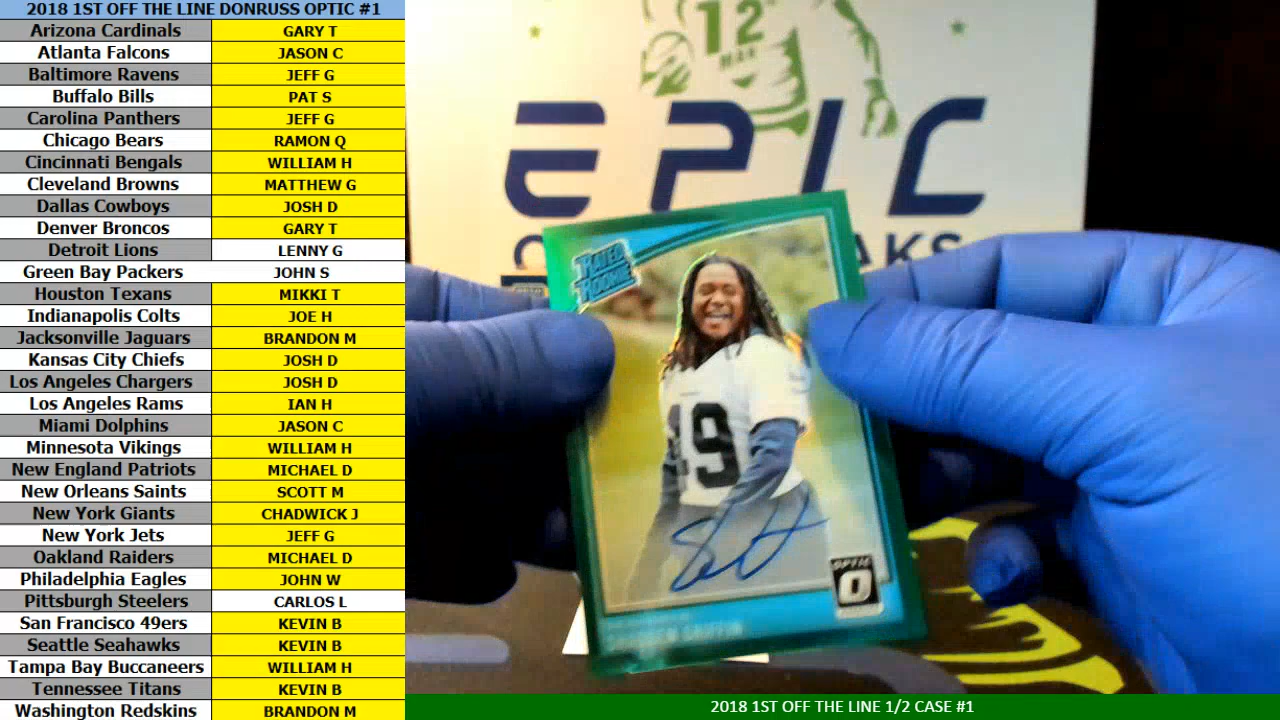 2018 1ST OFF THE LINE DONRUSS OPTIC #1
Arizona Cardinals GARY T
Atlanta Falcons JASON C
Baltimore Ravens JEFF G
Buffalo Bills PAT S
Carolina Panthers JEFF G
Chicago Bears RAMON Q
Cincinnati Bengals WILLIAM H
Cleveland Browns MATTHEW G
Dallas Cowboys JOSH D
Denver Broncos GARY T
Detroit Lions LENNY G
Green Bay Packers JOHN S
Houston Texans MIKKI T
Indianapolis Colts JOE H
Jacksonville Jaguars BRANDON M
Kansas City Chiefs JOSH D
Los Angeles Chargers JOSH D
Los Angeles Rams IAN H
Miami Dolphins JASON C
Minnesota Vikings WILLIAM H
New England Patriots MICHAEL D
New Orleans Saints SCOTT M
New York Giants CHADWICK J
New York Jets JEFF G
Oakland Raiders MICHAEL D
Philadelphia Eagles JOHN W
Pittsburgh Steelers CARLOS L
San Francisco 49ers KEVIN B
Seattle Seahawks KEVIN B
Tampa Bay Buccaneers WILLIAM H
Tennessee Titans KEVIN B
Washington Redskins BRANDON M
12
MAN
EPIC
RATED
ROOKIE
49
OPTIC
2018 1ST OFF THE LINE 1/2 CASE #1